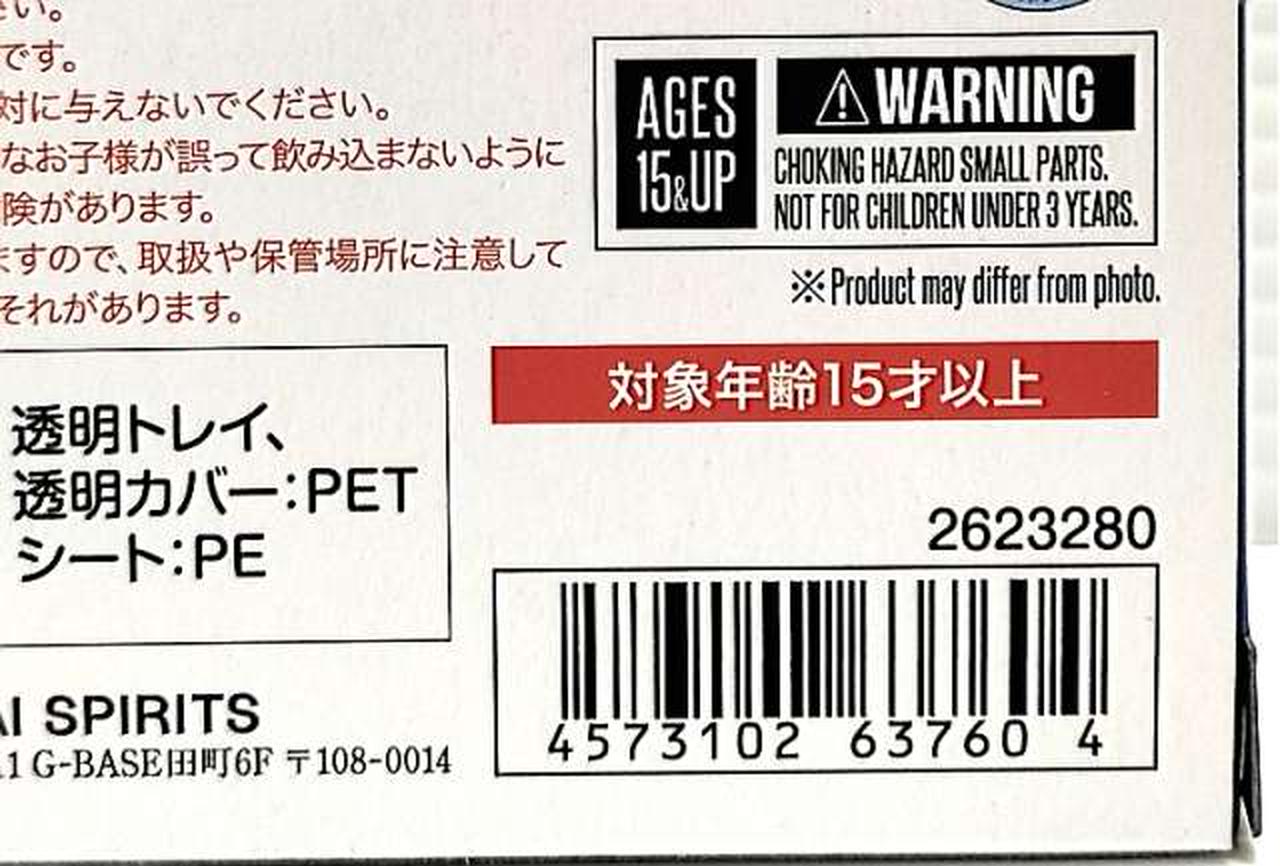 さい。
です。
対に与えないでください。
なお子様が誤って飲み込まないように
険があります。
ますので、取扱や保管場所に注意して
それがあります。
AGES
15&UP
⚠WARNING
CHOKING HAZARD SMALL PARTS.
NOT FOR CHILDREN UNDER 3 YEARS.
※Product may differ from photo.
対象年齢15才以上
透明トレイ、
透明カバー:PET
シート:PE
2623280
4573102 63760 4
AI SPIRITS
1 G-BASE田町6F 〒108-0014